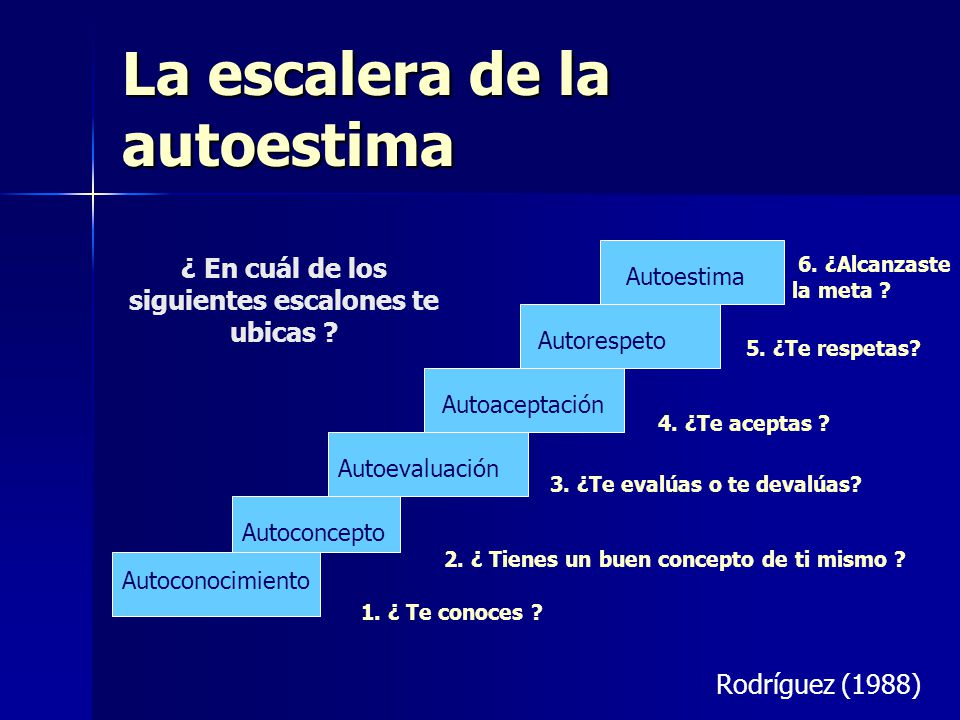 La escalera de la
autoestima
¿ En cuál de los
siguientes escalones te
ubicas ?
Autoestima
6. ¿Alcanzaste
la meta ?
Autorespeto
5. ¿Te respetas?
Autoaceptación
4. ¿Te aceptas ?
Autoevaluación
3. ¿Te evalúas o te devalúas?
Autoconcepto
2. ¿ Tienes un buen concepto de ti mismo ?
Autoconocimiento
1. ¿ Te conoces ?
Rodríguez (1988)